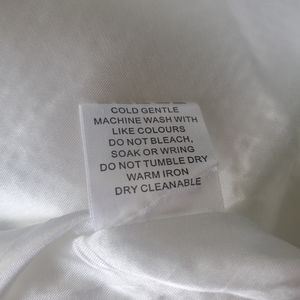 COLD GENTLE
MACHINE WASH WITH
LIKE COLOURS
DO NOT BLEACH,
SOAK OR WRING
DO NOT TUMBLE DRY
WARM IRON
DRY CLEANABLE